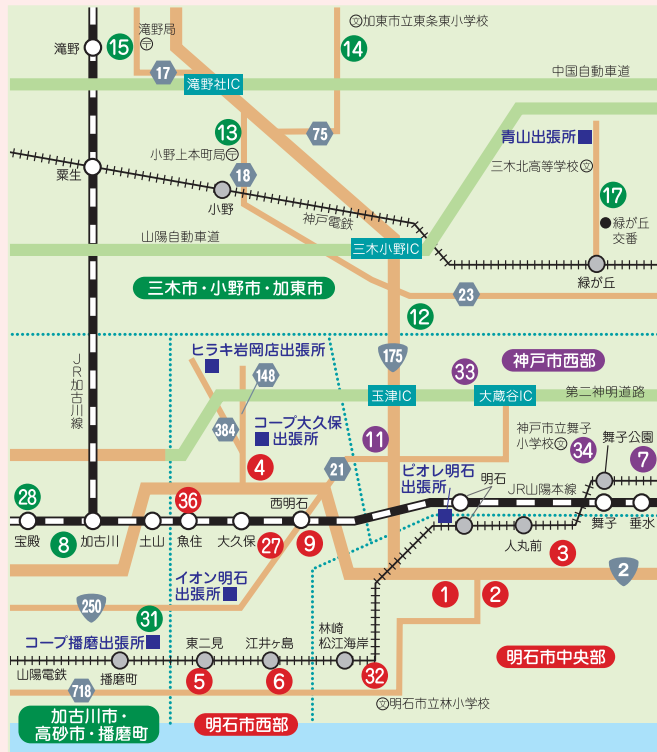 滝野局
〒
文加東市立東条東小学校
滝野
15
14
17
滝野社IC
中国自動車道
13
75
小野上本町局〒
青山出張所
三木北高等学校文
粟生
18
17
小野
神戸電鉄
緑が丘
交番
山陽自動車道
三木小野IC
緑が丘
三木市・小野市・加東市
23
12
ヒラキ岩岡店出張所
175
神戸市西部
JR加古川線
148
33
玉津IC
大蔵谷IC
第二神明道路
384
コープ大久保
出張所
11
神戸市立舞子
小学校文
34
舞子公園
7
4
21
ピオレ明石
出張所
明石
JR山陽本線
28
36
西明石
宝殿
8
加古川
土山
魚住
大久保
27
9
人丸前
舞子
垂水
3
イオン明石
出張所
2
250
1
2
31
コープ播磨出張所
東二見
江井ヶ島
林崎
松江海岸
山陽電鉄
播磨町
5
6
32
明石市中央部
718
文明石市立林小学校
加古川市・
高砂市・播磨町
明石市西部